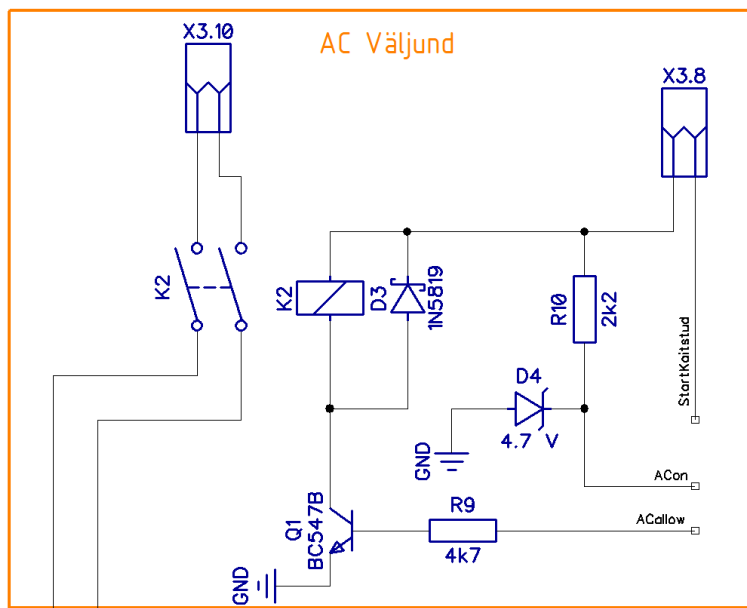 AC Väljund
X3.10
X3.8
K2
K2
D3
1N5819
R10
2k2
StartKaitstud
D4
4.7 V
GND
ACon
ACallow
R9
4k7
Q1
BC547B
GND